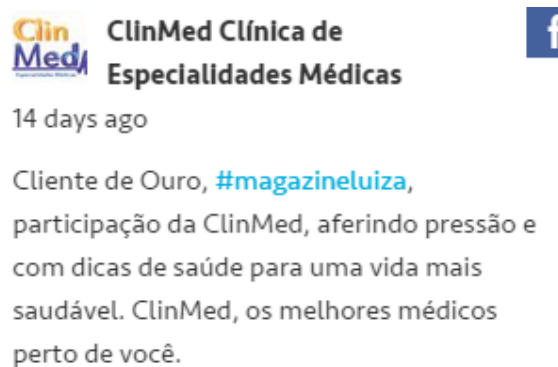 Clin
Med
Especialidades Médicas
ClinMed Clínica de
Especialidades Médicas
14 days ago
Cliente de Ouro, #magazineluiza,
participação da ClinMed, aferindo pressão e
com dicas de saúde para uma vida mais
saudável. ClinMed, os melhores médicos
perto de você.